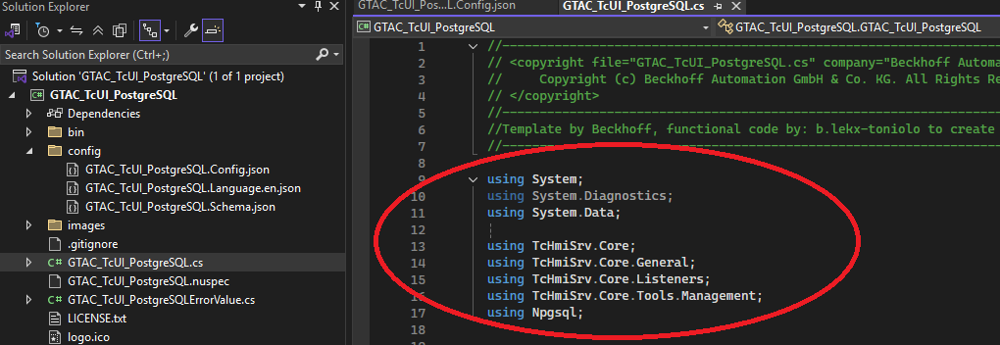 Solution Explorer
Search Solution Explorer (Ctrl+;)
Solution 'GTAC_TcUI_PostgreSQL' (1 of 1 project)
GTAC_TcUI_PostgreSQL
Dependencies
bin
config
GTAC_TcUI_PostgreSQL.Config.json
GTAC_TcUI_PostgreSQL.Language.en.json
GTAC_TcUI_PostgreSQL.Schema.json
images
.gitignore
GTAC_TcUI_PostgreSQL.cs
GTAC_TcUI_PostgreSQL.nuspec
GTAC_TcUI_PostgreSQLErrorValue.cs
LICENSE.txt
logo.ico
GTAC_TcUI_Pos...L.Config.json
GTAC_TcUI_PostgreSQL.cs
GTAC_TcUI_PostgreSQL
GTAC_TcUI_PostgreSQL.GTAC_TcUI_PostgreSQL
1 //-----------------------------------------------------------------------
2 // <copyright file="GTAC_TcUI_PostgreSQL.cs" company="Beckhoff Automa
3 //     Copyright (c) Beckhoff Automation GmbH & Co. KG. All Rights Re
4 // </copyright>
5 //-----------------------------------------------------------------------
6 //Template by Beckhoff, functional code by: b.lekx-toniolo to create
7 //-----------------------------------------------------------------------
8
9 using System;
10 using System.Diagnostics;
11 using System.Data;
12
13 using TcHmiSrv.Core;
14 using TcHmiSrv.Core.General;
15 using TcHmiSrv.Core.Listeners;
16 using TcHmiSrv.Core.Tools.Management;
17 using Npgsql;
18